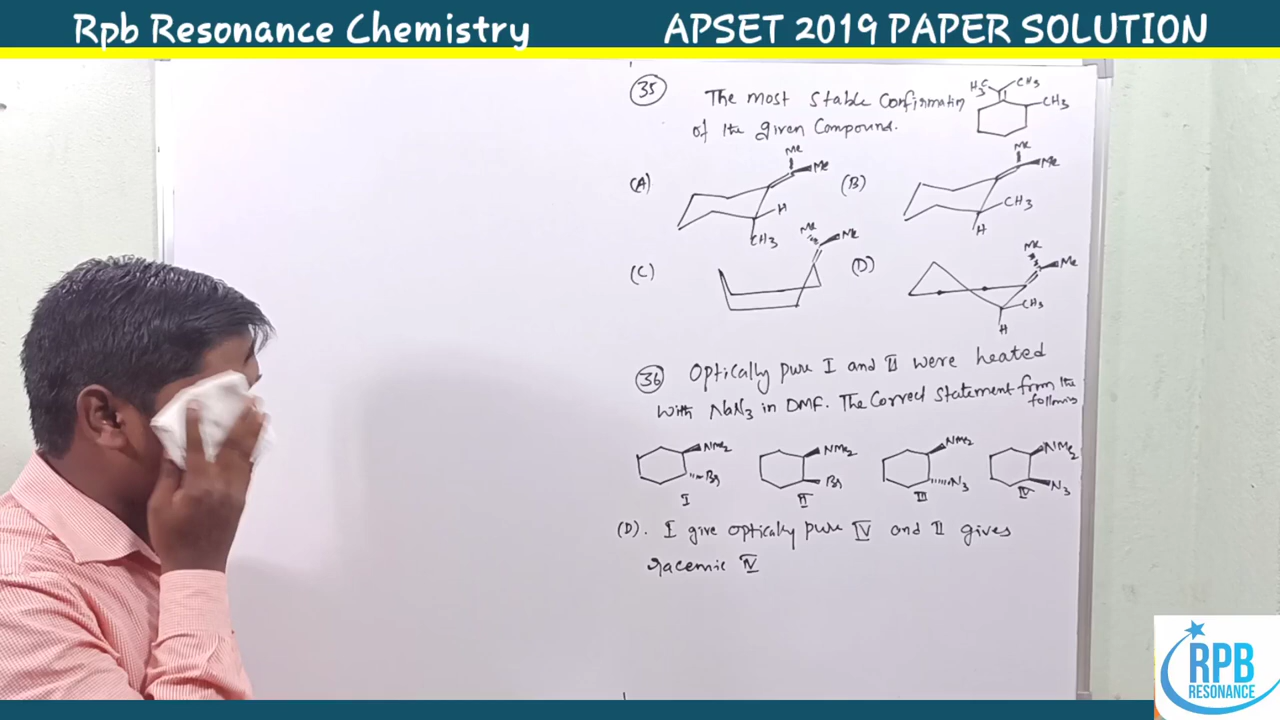 Rpb Resonance Chemistry
APSET 2019 PAPER SOLUTION
35 The most stable Confirmation
of the given Compound.
H3C CH3
CH3
(A) Me
Me
H
CH3
(B) Me
Me
CH3
H
(C) Me Me
(D) Me
Me
CH3
H
36 Optically pure I and II were heated
with NaN3 in DMF. The Correct Statement from the
following
NMe2 NMe2 NMe2 NMe2
Br Br N3 N3
I II III IV
(D). I give optically pure IV and II gives
racemic IV
RPB
RESONANCE